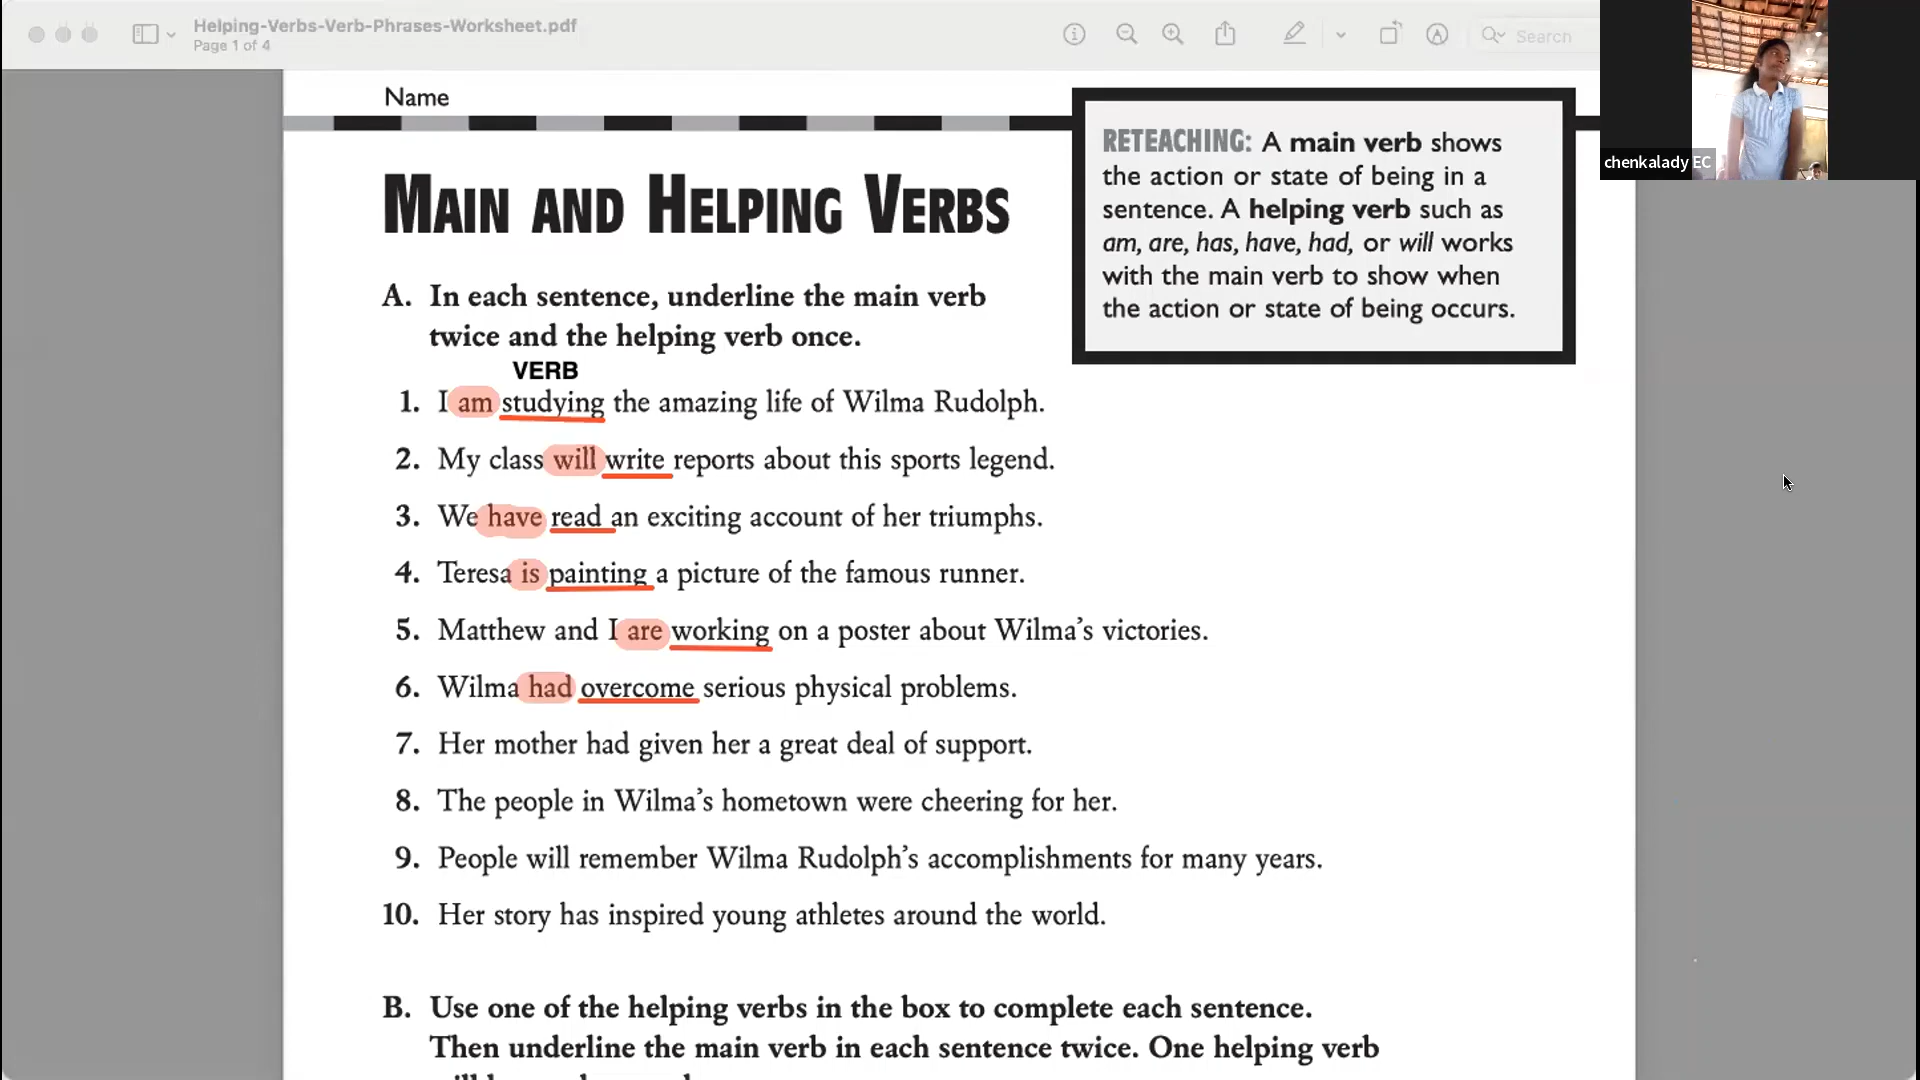 Helping-Verbs-Verb-Phrases-Worksheet.pdf
Page 1 of 4
Search
chenkalady EC
Name
RETEACHING: A main verb shows
the action or state of being in a
sentence. A helping verb such as
am, are, has, have, had, or will works
with the main verb to show when
the action or state of being occurs.
MAIN AND HELPING VERBS
A. In each sentence, underline the main verb
twice and the helping verb once.
VERB
1. I am studying the amazing life of Wilma Rudolph.
2. My class will write reports about this sports legend.
3. We have read an exciting account of her triumphs.
4. Teresa is painting a picture of the famous runner.
5. Matthew and I are working on a poster about Wilma's victories.
6. Wilma had overcome serious physical problems.
7. Her mother had given her a great deal of support.
8. The people in Wilma's hometown were cheering for her.
9. People will remember Wilma Rudolph's accomplishments for many years.
10. Her story has inspired young athletes around the world.
B. Use one of the helping verbs in the box to complete each sentence.
Then underline the main verb in each sentence twice. One helping verb